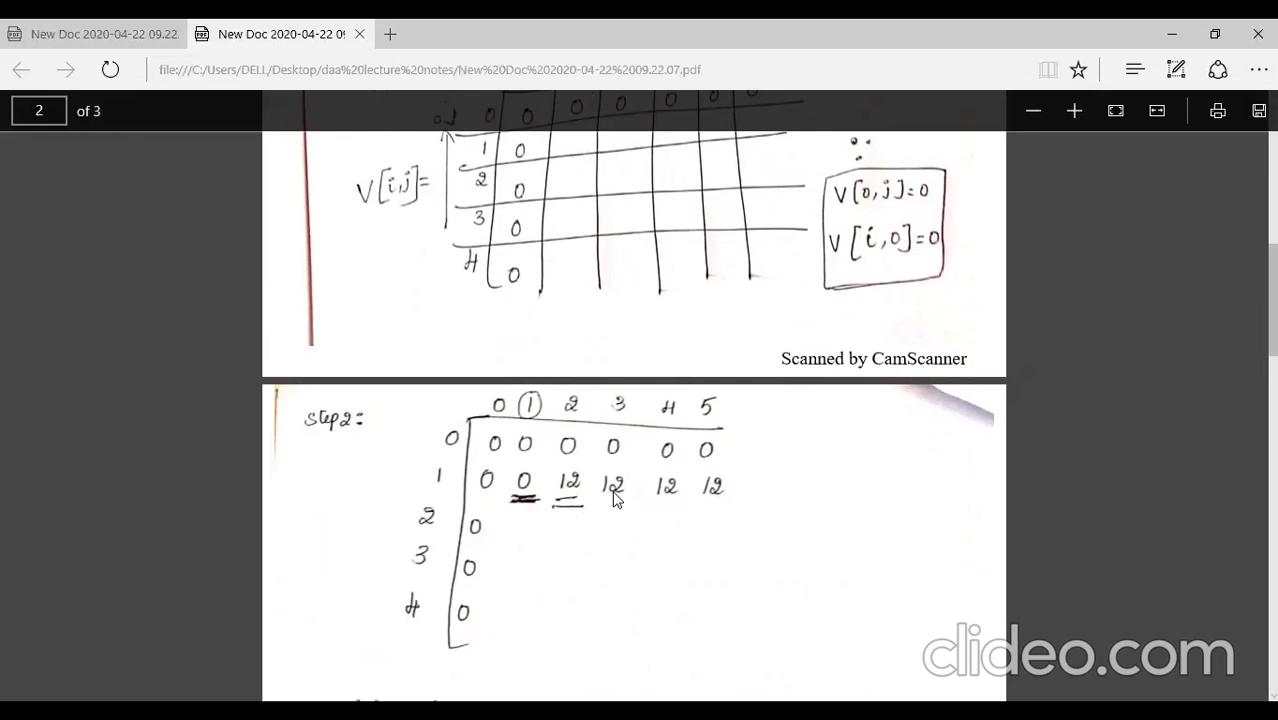 New Doc 2020-04-22 09.22.
New Doc 2020-04-22 09
file:///C:/Users/DELL/Desktop/daa%20lecture%20notes/New%20Doc%202020-04-22%2009.22.07.pdf
2 of 3
0 0 0 0 0 0
1 0
V[i,j]= 2 0
3 0
4 0
∴
V[0,j]=0
V[i,0]=0
Scanned by CamScanner
Step2:
0 1 2 3 4 5
0 0 0 0 0 0 0
1 0 0 12 12 12 12
2 0
3 0
4 0
clideo.com